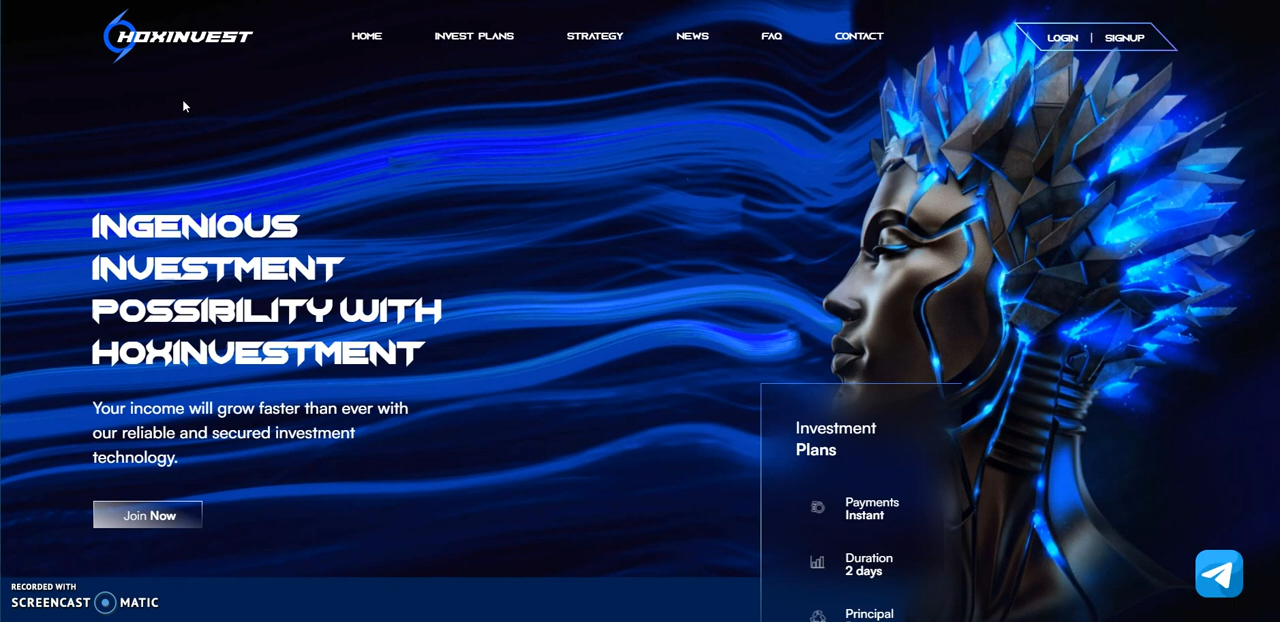 HOXINVEST
HOME INVEST PLANS STRATEGY NEWS FAQ CONTACT
LOGIN | SIGNUP
INGENIOUS
INVESTMENT
POSSIBILITY WITH
HOXINVESTMENT
Your income will grow faster than ever with
our reliable and secured investment
technology.
Join Now
Investment
Plans
Payments
Instant
Duration
2 days
Principal
RECORDED WITH
SCREENCAST MATIC